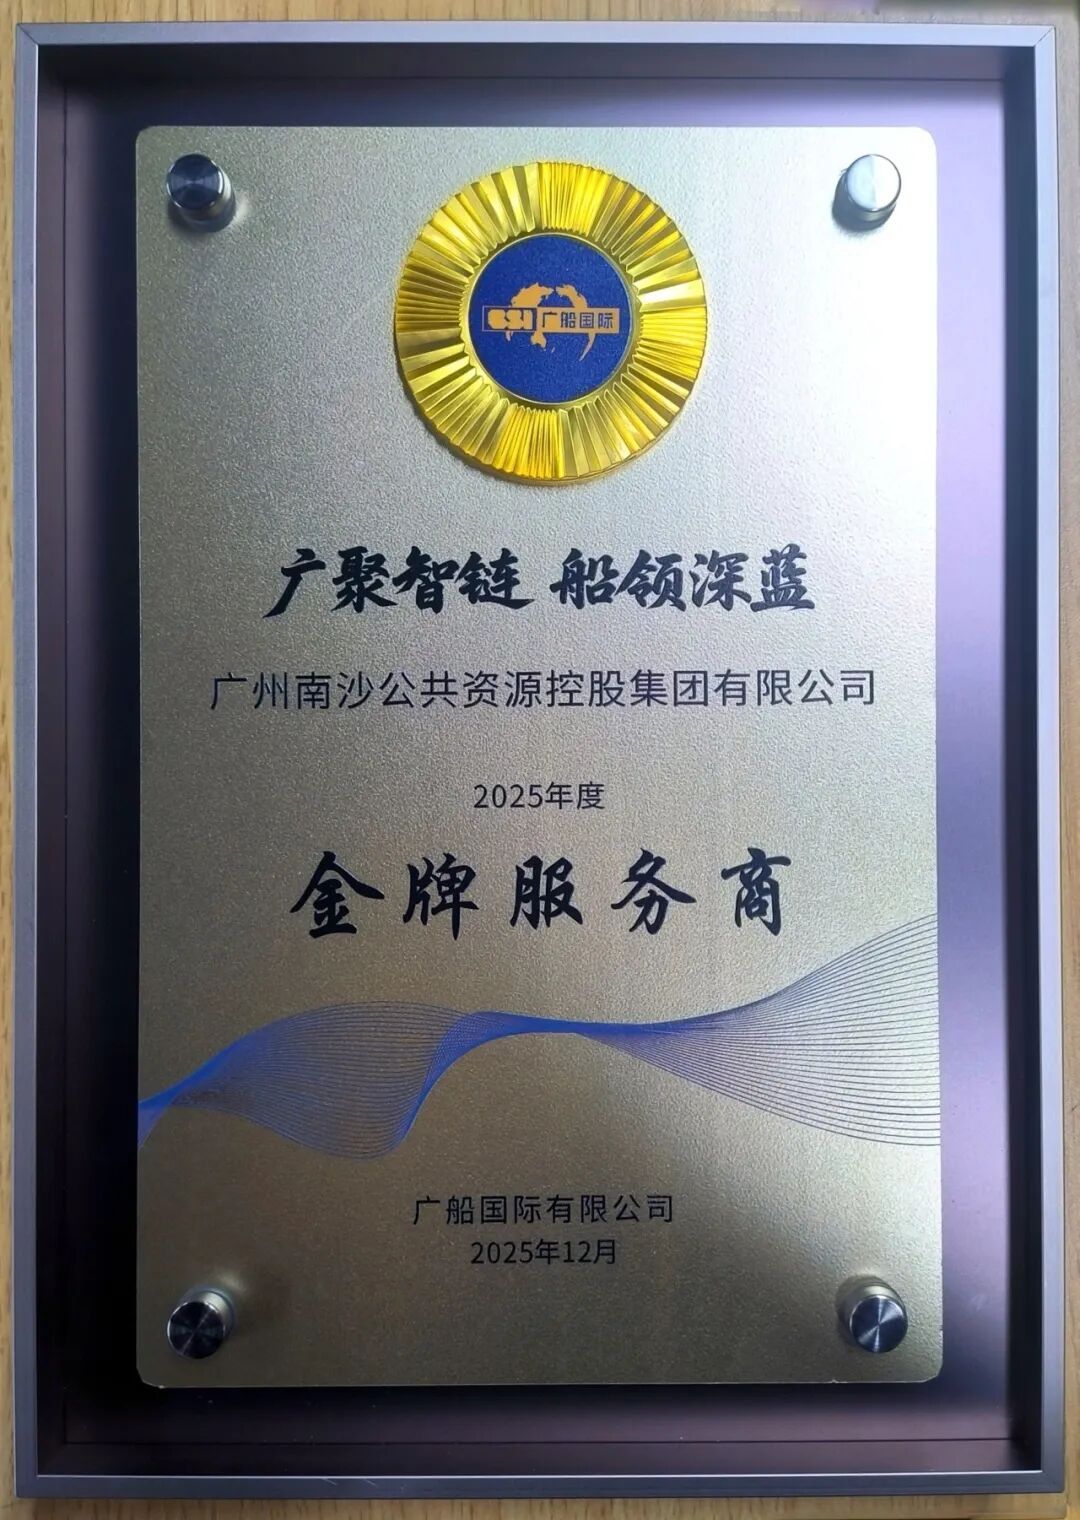 GSI 广船国际
广聚智链 船领深蓝
广州南沙公共资源控股集团有限公司
2025年度
金牌服务商
广船国际有限公司
2025年12月